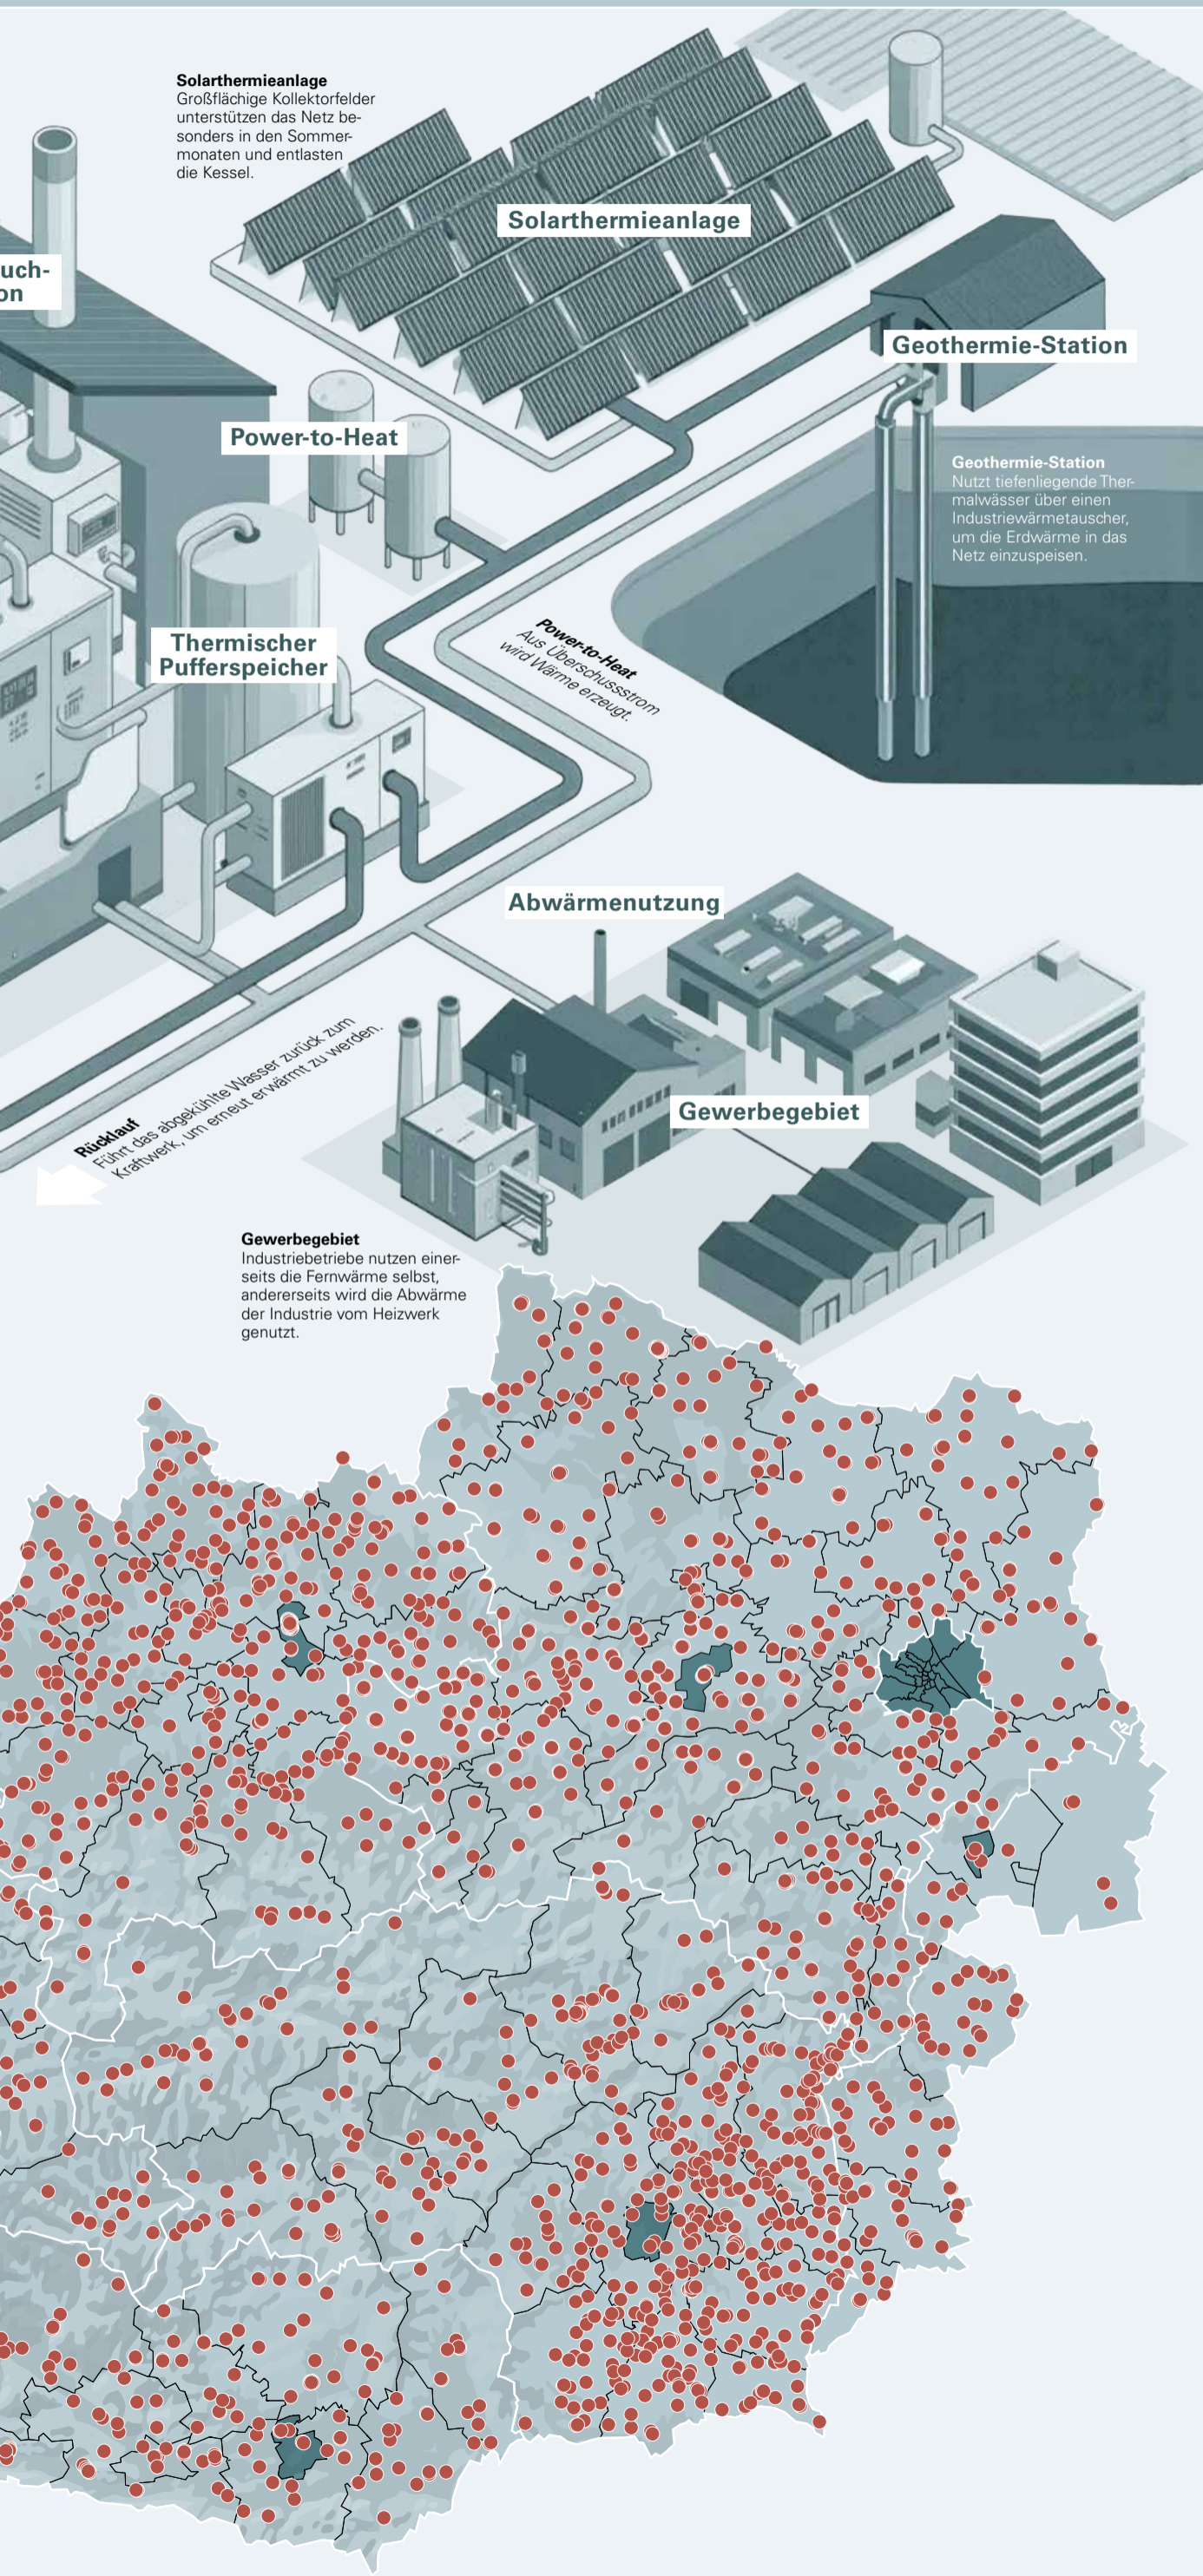 Solarthermieanlage
Großflächige Kollektorfelder
unterstützen das Netz be-
sonders in den Sommer-
monaten und entlasten
die Kessel.
Solarthermieanlage
uch-
on
Geothermie-Station
Power-to-Heat
Geothermie-Station
Nutzt tiefenliegende Ther-
malwässer über einen
Industriewärmetauscher,
um die Erdwärme in das
Netz einzuspeisen.
Thermischer
Pufferspeicher
Power-to-Heat
Aus Überschussstrom
wird Wärme erzeugt.
Abwärmenutzung
Rücklauf
Führt das abgekühlte Wasser zurück zum
Kraftwerk, um erneut erwärmt zu werden.
Gewerbegebiet
Gewerbegebiet
Industriebetriebe nutzen einer-
seits die Fernwärme selbst,
andererseits wird die Abwärme
der Industrie vom Heizwerk
genutzt.